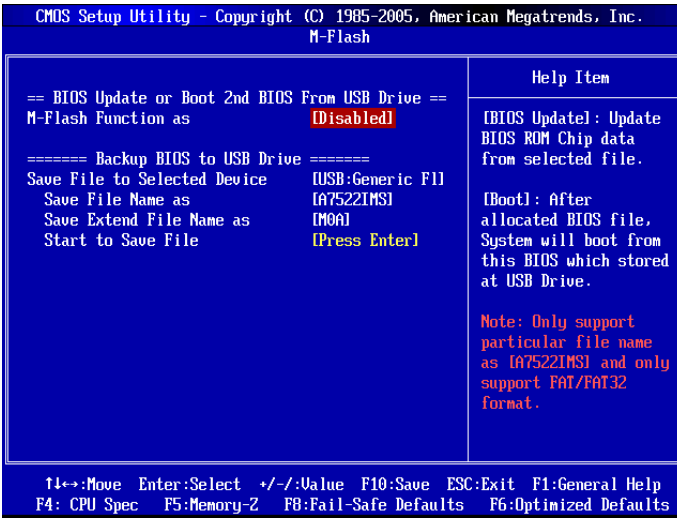 CMOS Setup Utility - Copyright (C) 1985-2005, American Megatrends, Inc.
M-Flash
== BIOS Update or Boot 2nd BIOS From USB Drive ==
M-Flash Function as [Disabled]
======= Backup BIOS to USB Drive =======
Save File to Selected Device [USB:Generic Fl]
Save File Name as [A7522IMS]
Save Extend File Name as [M0A]
Start to Save File [Press Enter]
Help Item
[BIOS Update]: Update
BIOS ROM Chip data
from selected file.
[Boot]: After
allocated BIOS file,
System will boot from
this BIOS which stored
at USB Drive.
Note: Only support
particular file name
as [A7522IMS] and only
support FAT/FAT32
format.
↑↓↔:Move Enter:Select +/-/:Value F10:Save ESC:Exit F1:General Help
F4: CPU Spec F5:Memory-Z F8:Fail-Safe Defaults F6:Optimized Defaults